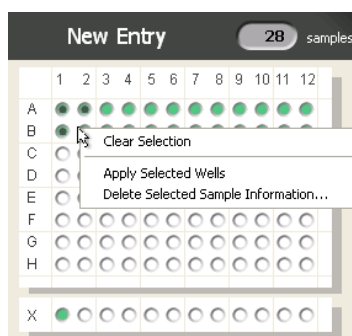 New Entry 28 samples
1 2 3 4 5 6 7 8 9 10 11 12
A
B
Clear Selection
C
D
Apply Selected Wells
E
Delete Selected Sample Information...
F
G
H
X